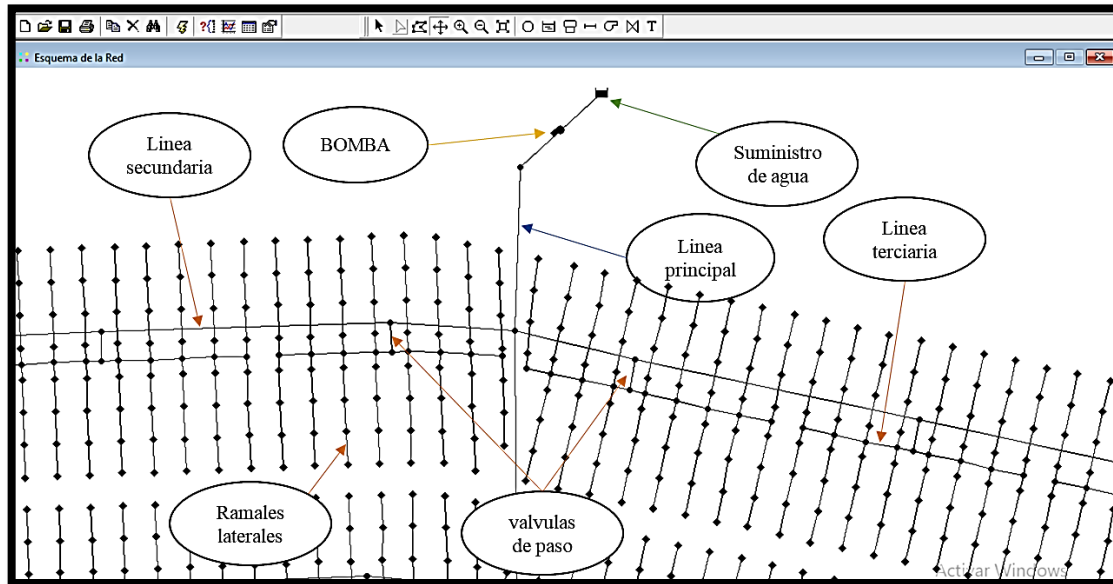 Esquema de la Red
Linea
secundaria
BOMBA
Suministro
de agua
Linea
principal
Linea
terciaria
Ramales
laterales
valvulas
de paso
Activar Windows